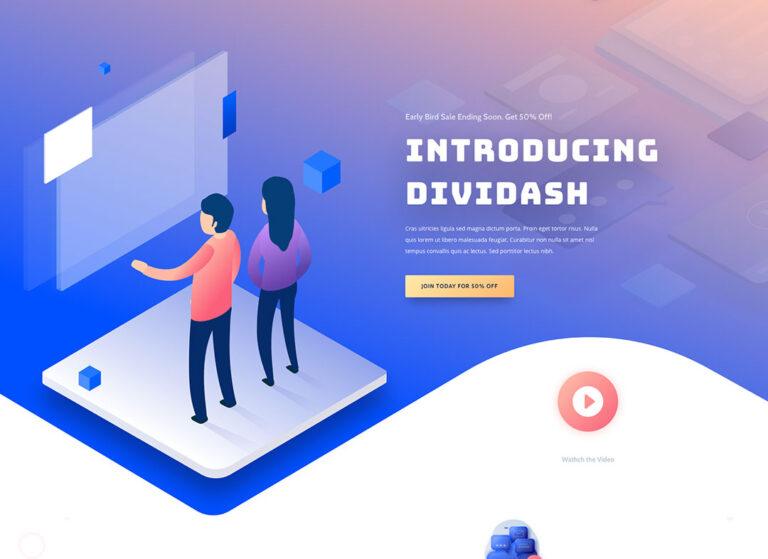 Early Bird Sale Ending Soon. Get 50% Off!
INTRODUCING
DIVIDASH
Cras ultricies ligula sed magna dictum porta. Proin eget tortor risus. Nulla
quis lorem ut libero malesuada feugiat. Curabitur non nulla sit amet nisl
tempus convallis quis ac lectus. Sed porttitor lectus nibh.
JOIN TODAY FOR 50% OFF
Wathch the Video